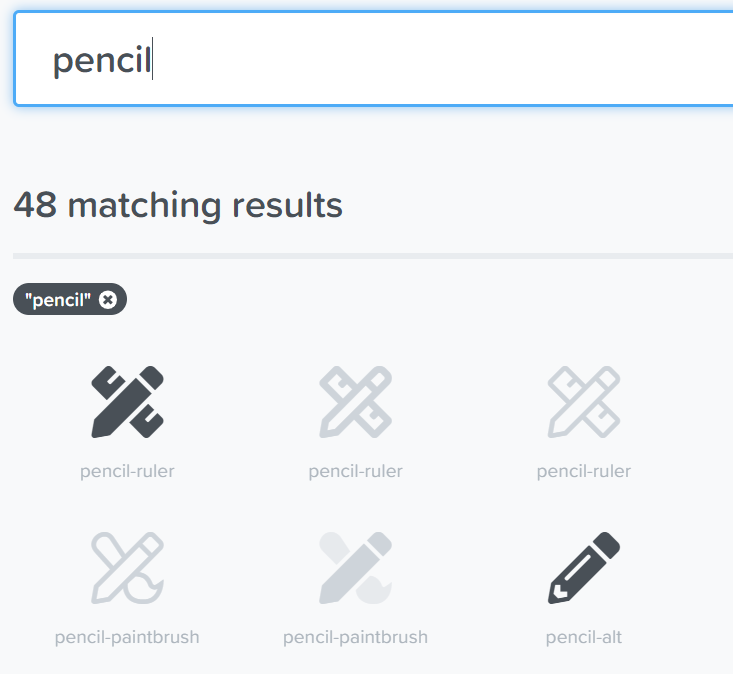 pencil
48 matching results
"pencil"
pencil-ruler pencil-ruler pencil-ruler
pencil-paintbrush pencil-paintbrush pencil-alt